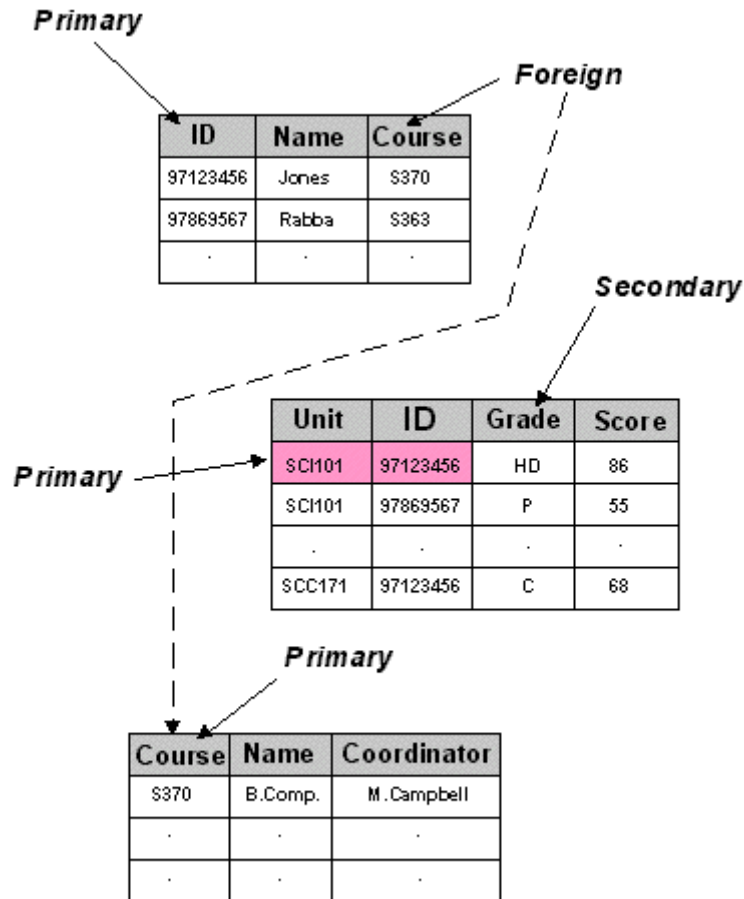 Primary
Foreign
ID Name Course
97123456 Jones S370
97869567 Rabba S363
. . .
Secondary
Unit ID Grade Score
Primary
SCI101 97123456 HD 86
SCI101 97869567 P 55
. . . .
SCC171 97123456 C 68
Primary
Course Name Coordinator
S370 B.Comp. M.Campbell
. . .
. . .